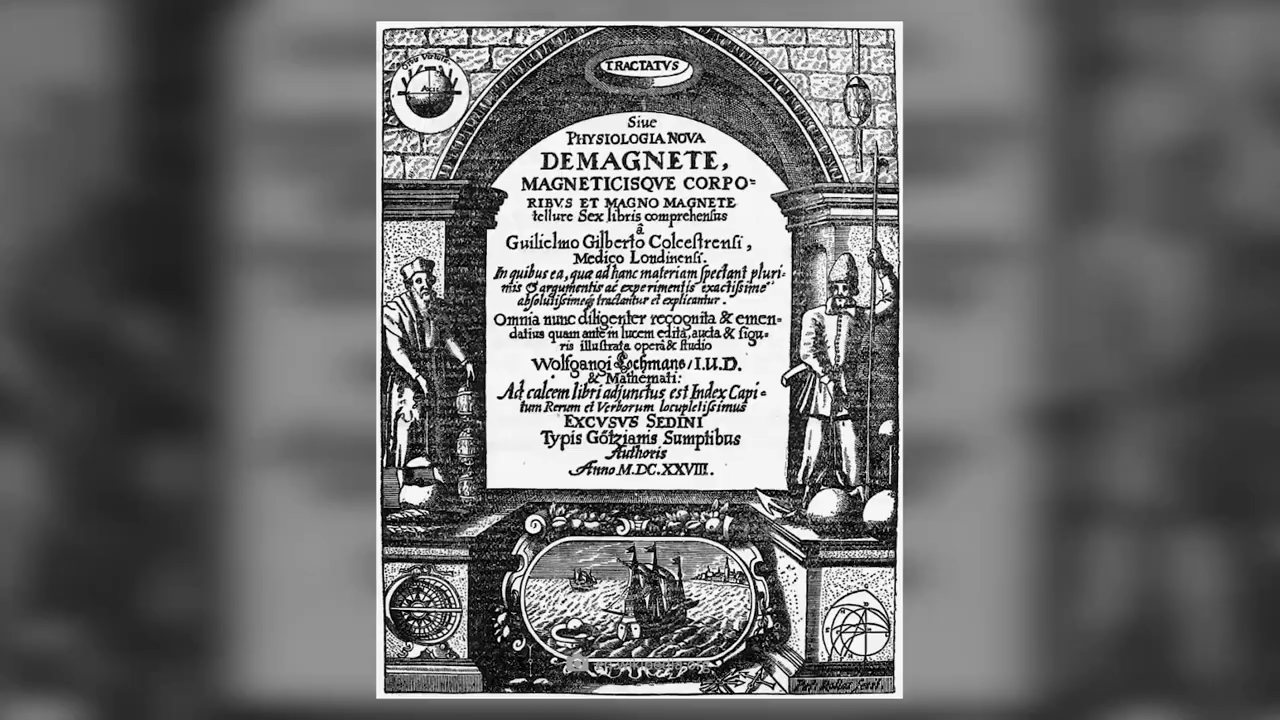 Orbis Virtutis
Axis
TRACTATVS
Siue
PHYSIOLOGIA NOVA
DE MAGNETE,
MAGNETICISQVE CORPO=
RIBVS ET MAGNO MAGNETE
tellure Sex libris comprehensus
â
Guilielmo Gilberto Colcestrensi,
Medico Londinensi.
In quibus ea, quæ ad hanc materiam spectant pluri-
mis & argumentis ac experimentis exactissime
absolutissimeq; tractantur et explicantur.
Omnia nunc diligenter recognita & emen=
datius quam ante in lucem edita, aucta & figu=
ris illustrata operâ & studio
Wolfgangi Lochmans / I.U.D.
& Mathemati:
Ad calcem libri adjunctus est Index Capi=
tum Rerum et Verborum locupletissimus
EXCVSVS SEDINI
Typis Götzianis Sumptibus
Authoris
Anno M.DC.XXVIII.